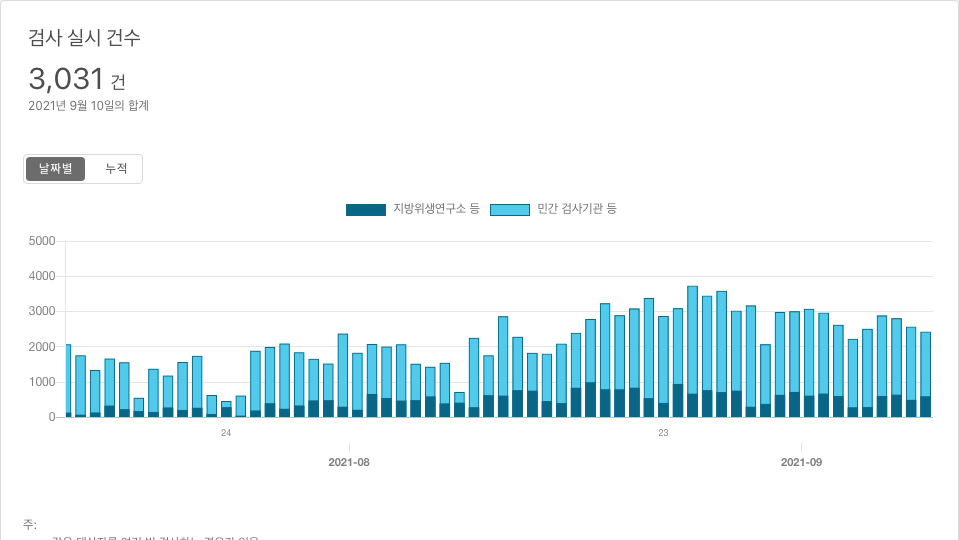 검사 실시 건수
3,031 건
2021년 9월 10일의 합계
날짜별 누적
지방위생연구소 등 민간 검사기관 등
5000
4000
3000
2000
1000
0
24 23
2021-08 2021-09
주: